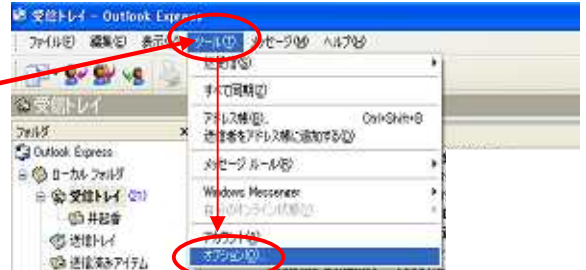 受信トレイ - Outlook Express
ファイル(F) 編集(E) 表示 ツール(T) メッセージ(M) ヘルプ(H)
送受信(S)
受信トレイ
すべて同期(Z)
フォルダ ×
アドレス帳(B)... Ctrl+Shift+B
送信者をアドレス帳に追加する(D)
Outlook Express
ローカル フォルダ
メッセージ ルール(R)
受信トレイ (21)
Windows Messenger
送信トレイ
アカウント(A)...
送信済みアイテム
オプション(O)...